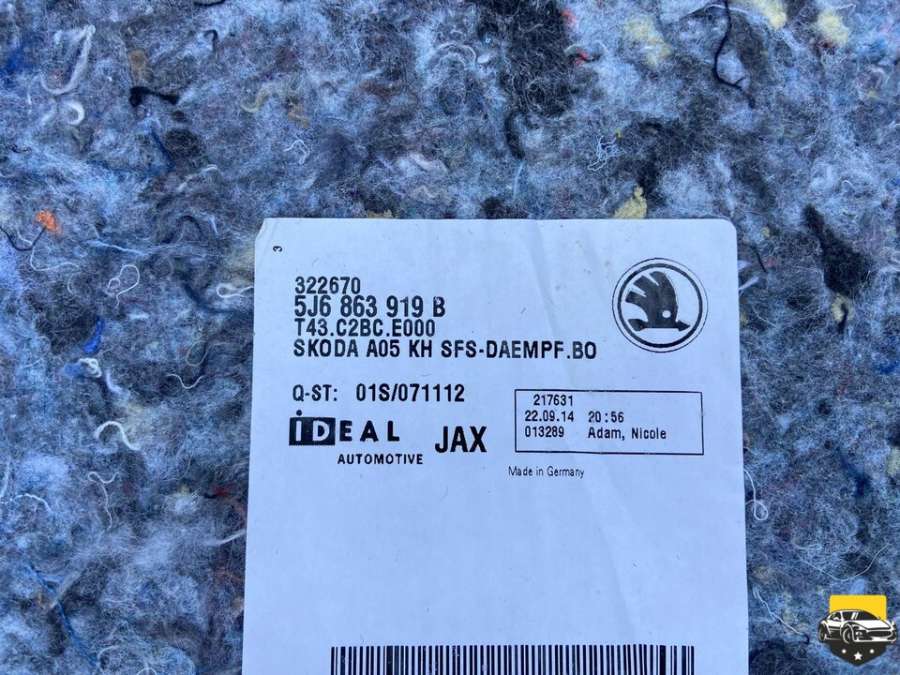 3
322670
5J6 863 919 B
T43.C2BC.E000
SKODA A05 KH SFS-DAEMPF.BO
Q-ST: 01S/071112
217631
22.09.14 20:56
013289 Adam, Nicole
iDEAL
AUTOMOTIVE
JAX
Made in Germany